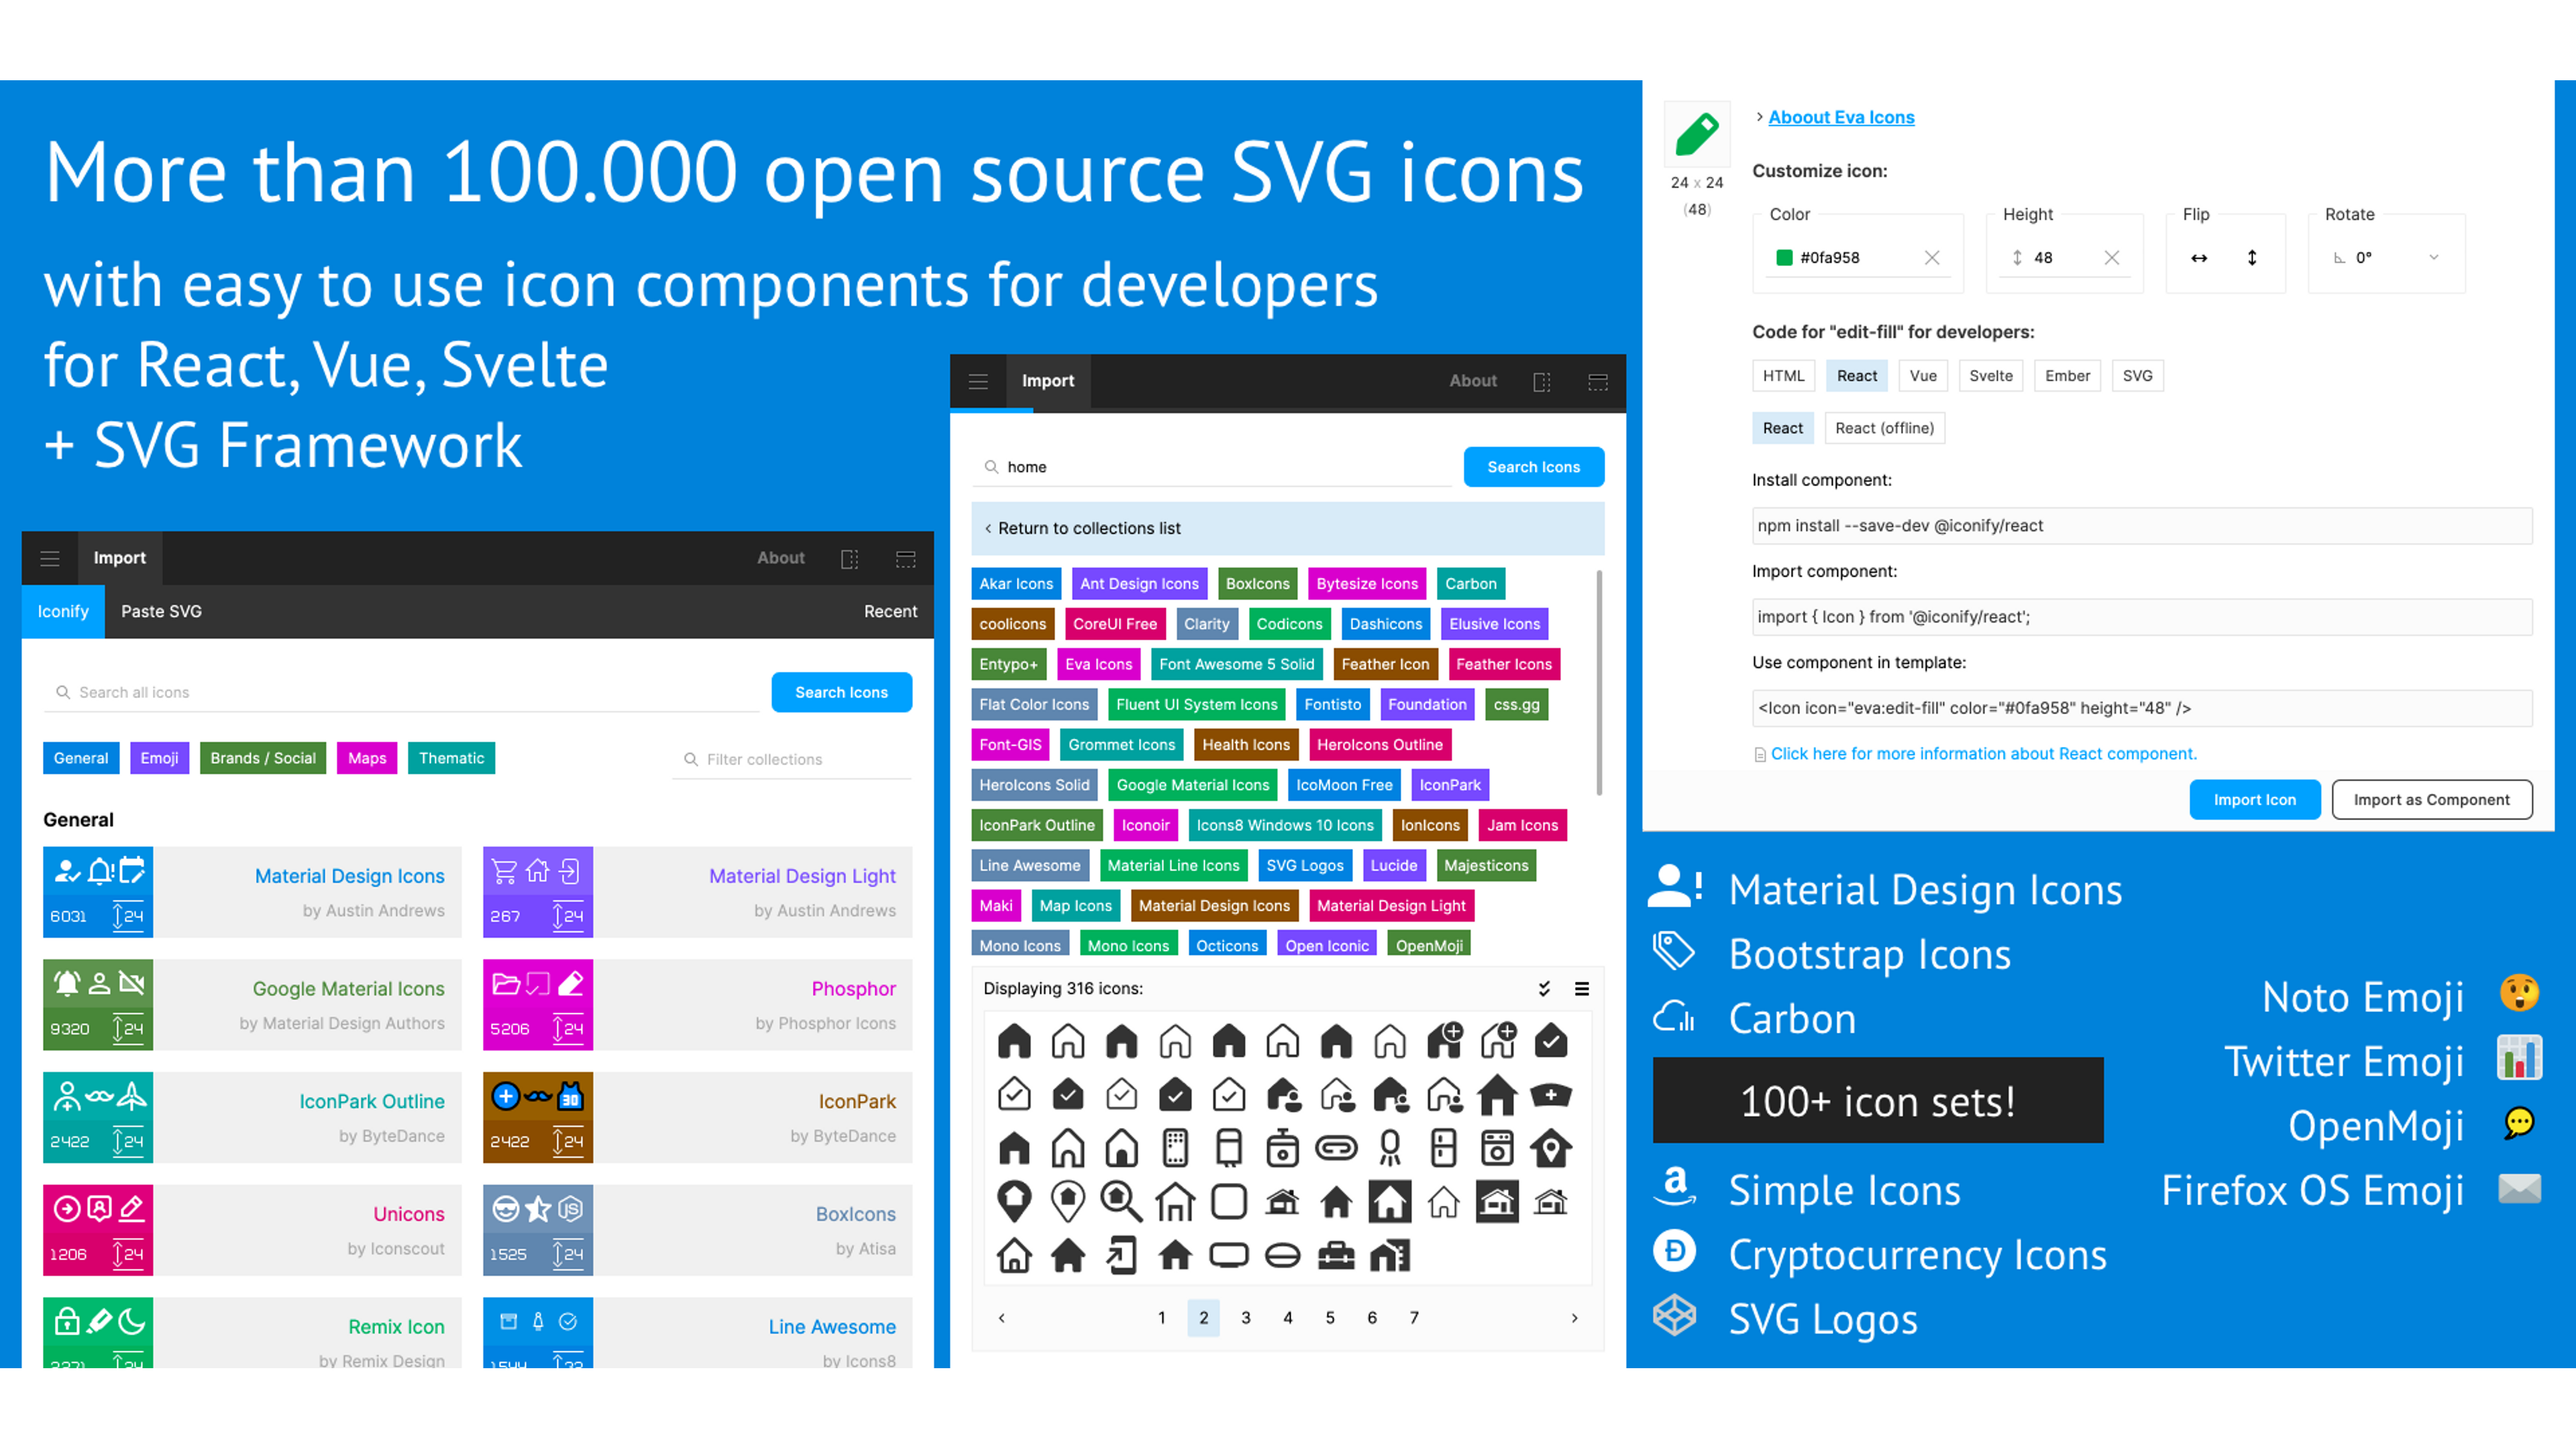 More than 100.000 open source SVG icons
with easy to use icon components for developers
for React, Vue, Svelte
+ SVG Framework
Import About
Iconify Paste SVG Recent
Search all icons Search Icons
General Emoji Brands / Social Maps Thematic Filter collections
General
Material Design Icons
by Austin Andrews
6031 24
Material Design Light
by Austin Andrews
267 24
Google Material Icons
by Material Design Authors
9320 24
Phosphor
by Phosphor Icons
5206 24
IconPark Outline
by ByteDance
2422 24
30
IconPark
by ByteDance
2422 24
Unicons
by Iconscout
1206 24
JS
BoxIcons
by Atisa
1525 24
Remix Icon
by Remix Design
Line Awesome
by Icons8
Import About
home Search Icons
< Return to collections list
Akar Icons Ant Design Icons BoxIcons Bytesize Icons Carbon
coolicons CoreUI Free Clarity Codicons Dashicons Elusive Icons
Entypo+ Eva Icons Font Awesome 5 Solid Feather Icon Feather Icons
Flat Color Icons Fluent UI System Icons Fontisto Foundation css.gg
Font-GIS Grommet Icons Health Icons HeroIcons Outline
HeroIcons Solid Google Material Icons IcoMoon Free IconPark
IconPark Outline Iconoir Icons8 Windows 10 Icons IonIcons Jam Icons
Line Awesome Material Line Icons SVG Logos Lucide Majesticons
Maki Map Icons Material Design Icons Material Design Light
Mono Icons Mono Icons Octicons Open Iconic OpenMoji
Displaying 316 icons:
< 1 2 3 4 5 6 7 >
24 x 24
(48)
> Aboout Eva Icons
Customize icon:
Color Height Flip Rotate
#0fa958 48 0°
Code for "edit-fill" for developers:
HTML React Vue Svelte Ember SVG
React React (offline)
Install component:
npm install --save-dev @iconify/react
Import component:
import { Icon } from '@iconify/react';
Use component in template:
<Icon icon="eva:edit-fill" color="#0fa958" height="48" />
Click here for more information about React component.
Import Icon Import as Component
Material Design Icons
Bootstrap Icons
Carbon
100+ icon sets!
Simple Icons
Cryptocurrency Icons
SVG Logos
Noto Emoji
Twitter Emoji
OpenMoji
Firefox OS Emoji